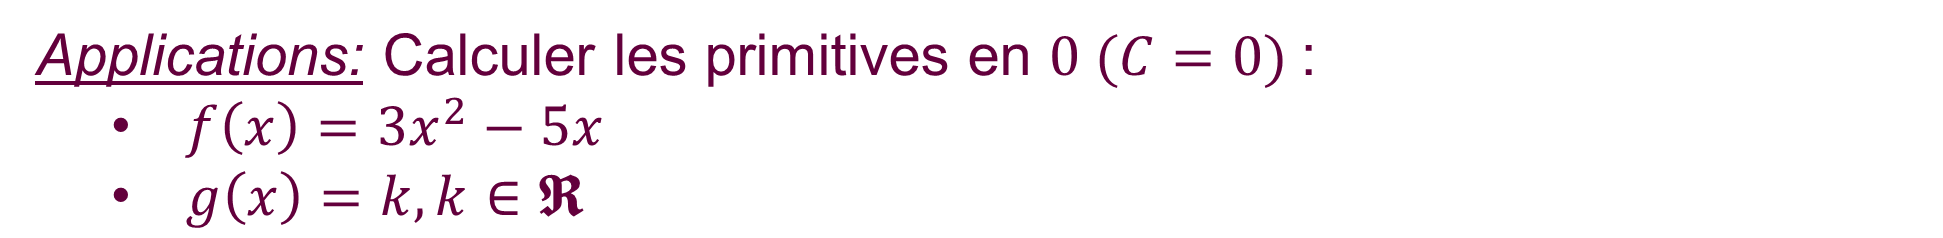 Applications: Calculer les primitives en 0 (C = 0) :
• f(x) = 3x² − 5x
• g(x) = k, k ∈ ℜ